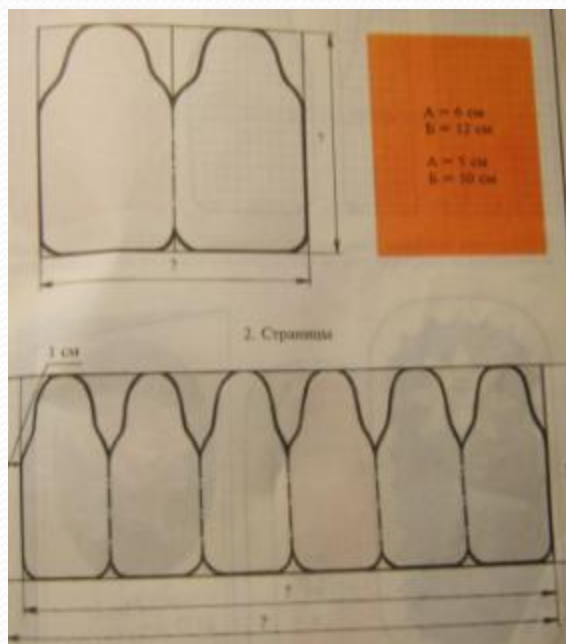 А = 6 см
Б = 12 см
А = 5 см
Б = 10 см
?
?
2. Страницы
1 см
?
?